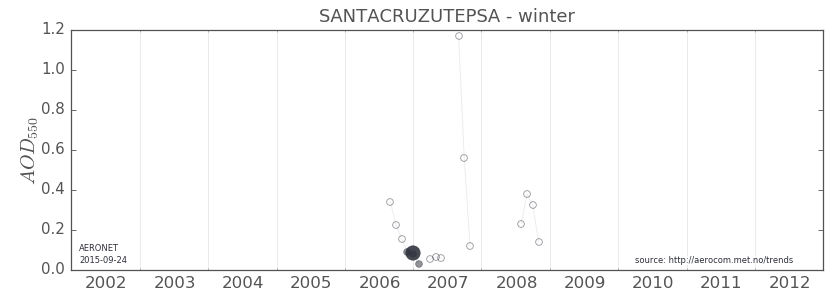 SANTACRUZUTEPSA - winter
1.2
1.0
0.8
0.6
0.4
0.2
0.0
AOD550
AERONET
2015-09-24
source: http://aerocom.met.no/trends
2002 2003 2004 2005 2006 2007 2008 2009 2010 2011 2012